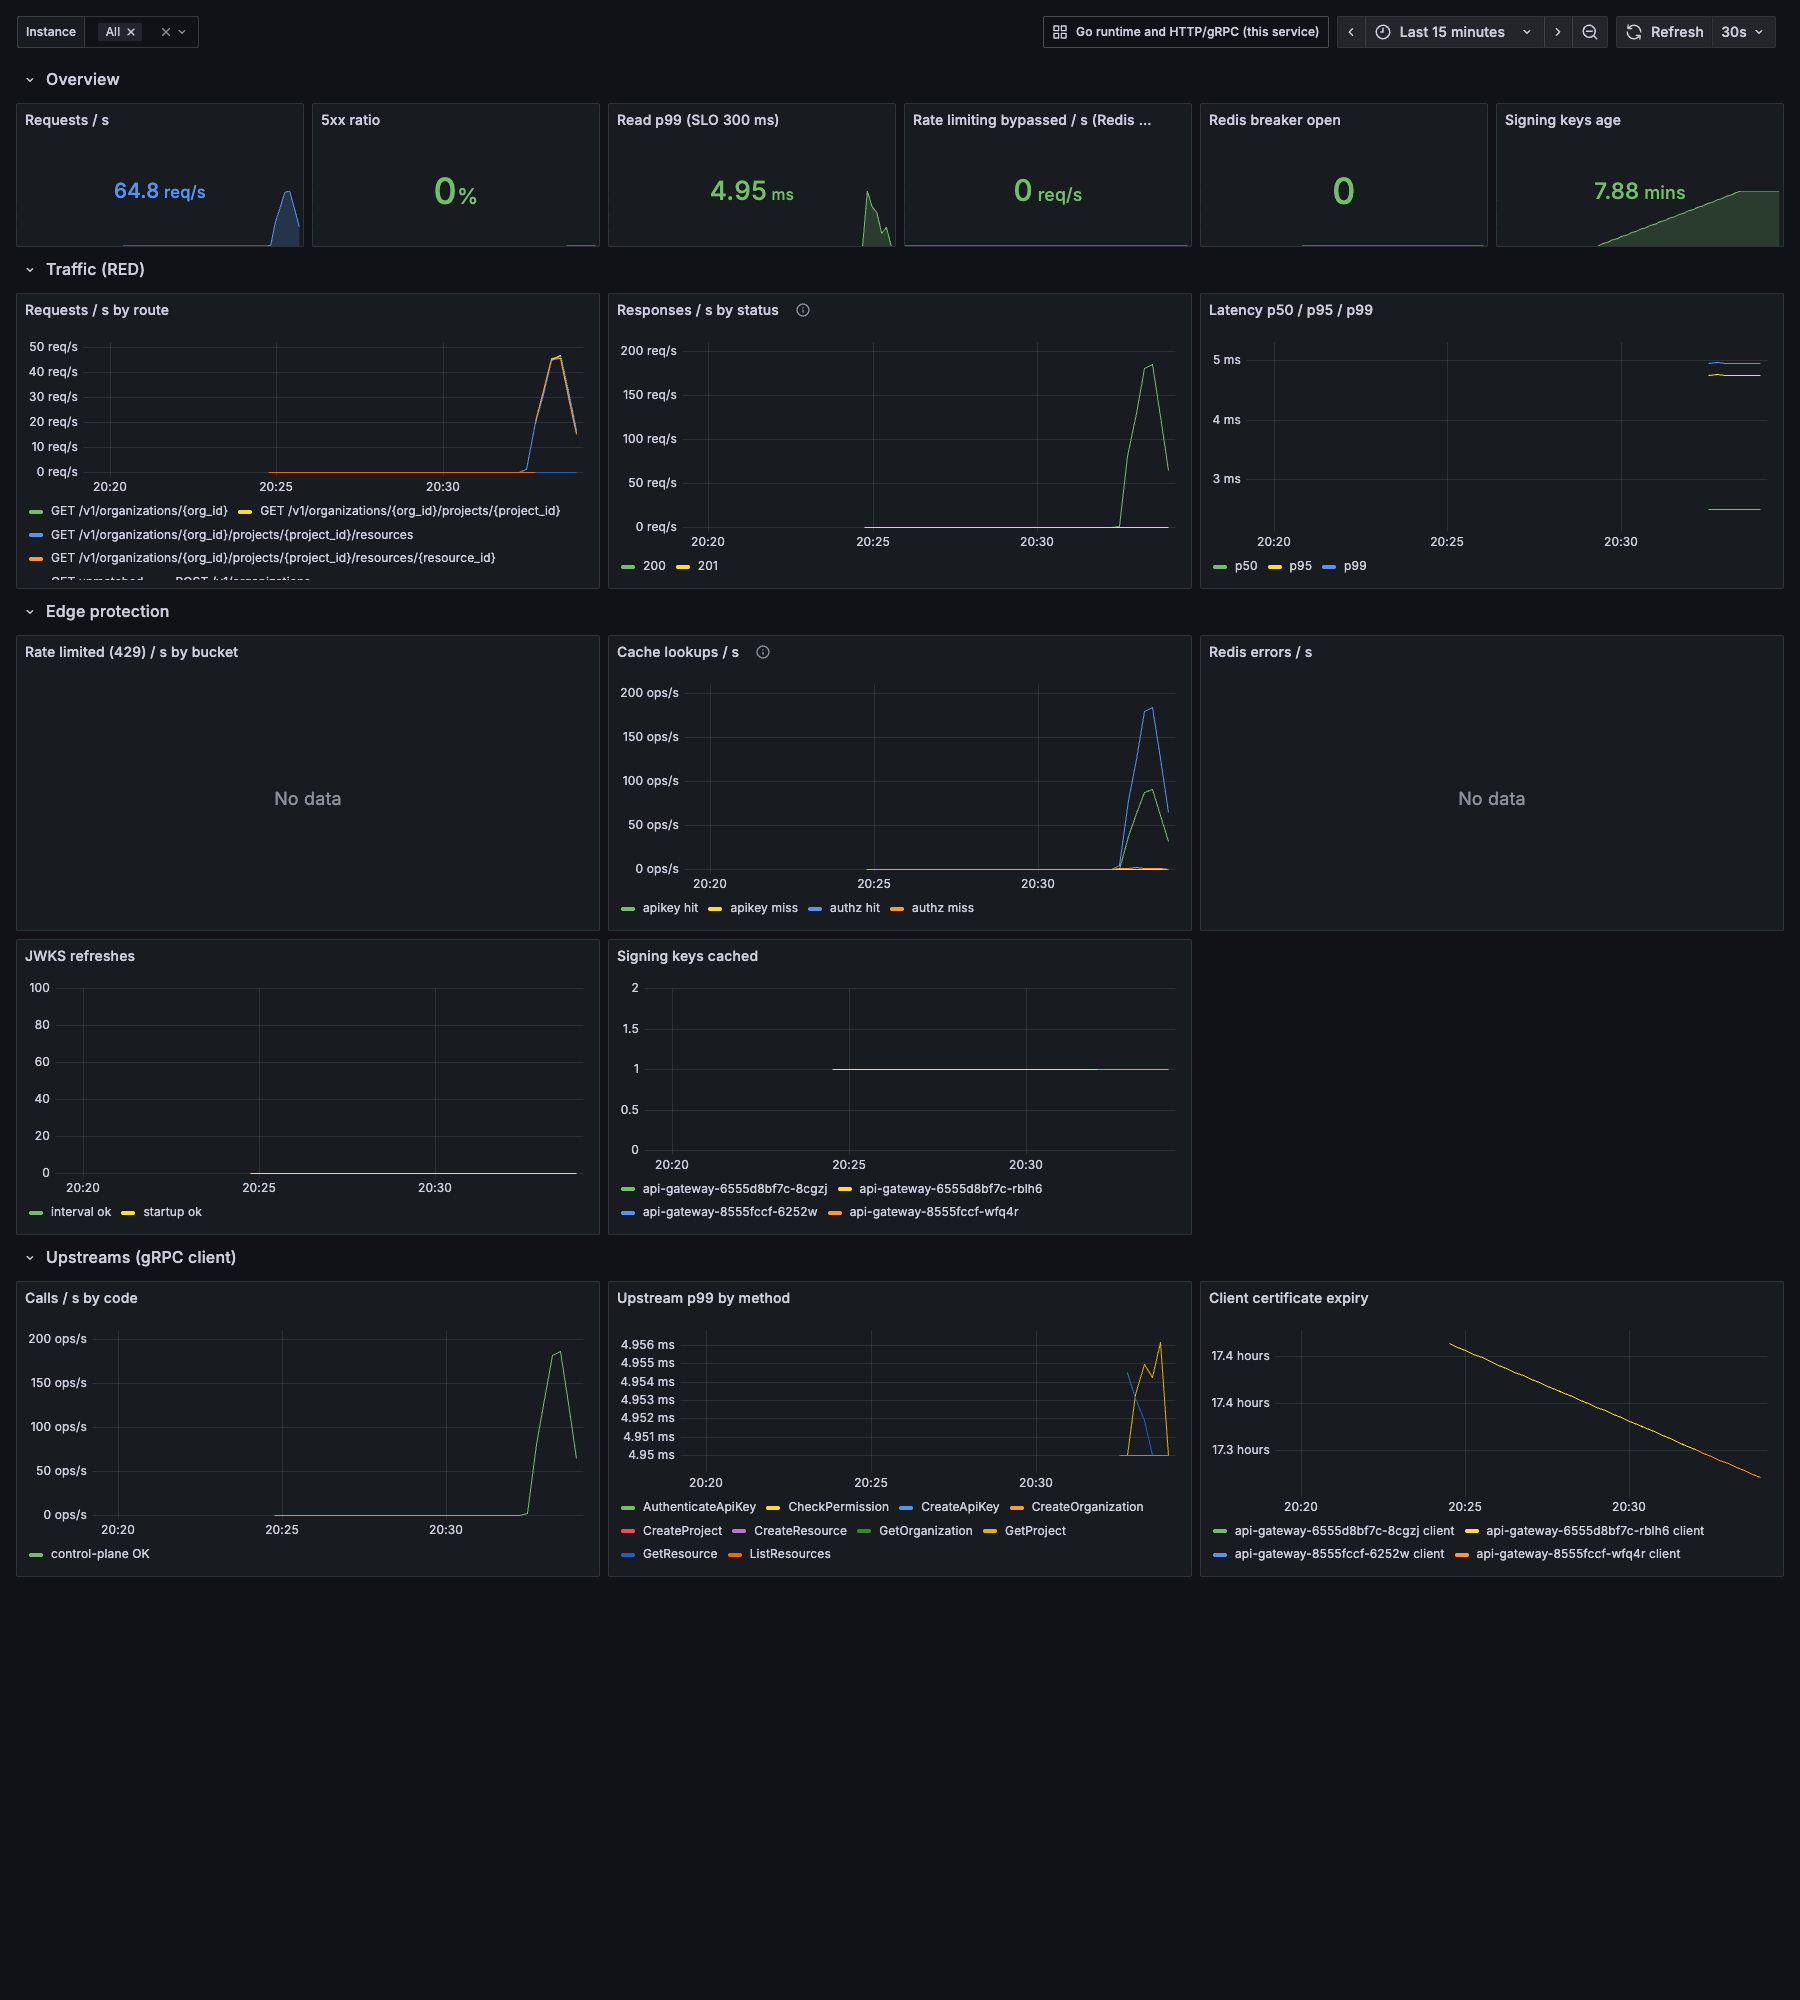 Instance All
Go runtime and HTTP/gRPC (this service) Last 15 minutes Refresh 30s
Overview
Requests / s
64.8 req/s
5xx ratio
0%
Read p99 (SLO 300 ms)
4.95 ms
Rate limiting bypassed / s (Redis ...
0 req/s
Redis breaker open
0
Signing keys age
7.88 mins
Traffic (RED)
Requests / s by route
50 req/s
40 req/s
30 req/s
20 req/s
10 req/s
0 req/s
20:20 20:25 20:30
GET /v1/organizations/{org_id} GET /v1/organizations/{org_id}/projects/{project_id}
GET /v1/organizations/{org_id}/projects/{project_id}/resources
GET /v1/organizations/{org_id}/projects/{project_id}/resources/{resource_id}
GET unmatched POST /v1/organizations
Responses / s by status
200 req/s
150 req/s
100 req/s
50 req/s
0 req/s
20:20 20:25 20:30
200 201
Latency p50 / p95 / p99
5 ms
4 ms
3 ms
20:20 20:25 20:30
p50 p95 p99
Edge protection
Rate limited (429) / s by bucket
No data
Cache lookups / s
200 ops/s
150 ops/s
100 ops/s
50 ops/s
0 ops/s
20:20 20:25 20:30
apikey hit apikey miss authz hit authz miss
Redis errors / s
No data
JWKS refreshes
100
80
60
40
20
0
20:20 20:25 20:30
interval ok startup ok
Signing keys cached
2
1.5
1
0.5
0
20:20 20:25 20:30
api-gateway-6555d8bf7c-8cgzj api-gateway-6555d8bf7c-rblh6
api-gateway-8555fccf-6252w api-gateway-8555fccf-wfq4r
Upstreams (gRPC client)
Calls / s by code
200 ops/s
150 ops/s
100 ops/s
50 ops/s
0 ops/s
20:20 20:25 20:30
control-plane OK
Upstream p99 by method
4.956 ms
4.955 ms
4.954 ms
4.953 ms
4.952 ms
4.951 ms
4.95 ms
20:20 20:25 20:30
AuthenticateApiKey CheckPermission CreateApiKey CreateOrganization
CreateProject CreateResource GetOrganization GetProject
GetResource ListResources
Client certificate expiry
17.4 hours
17.4 hours
17.3 hours
20:20 20:25 20:30
api-gateway-6555d8bf7c-8cgzj client api-gateway-6555d8bf7c-rblh6 client
api-gateway-8555fccf-6252w client api-gateway-8555fccf-wfq4r client